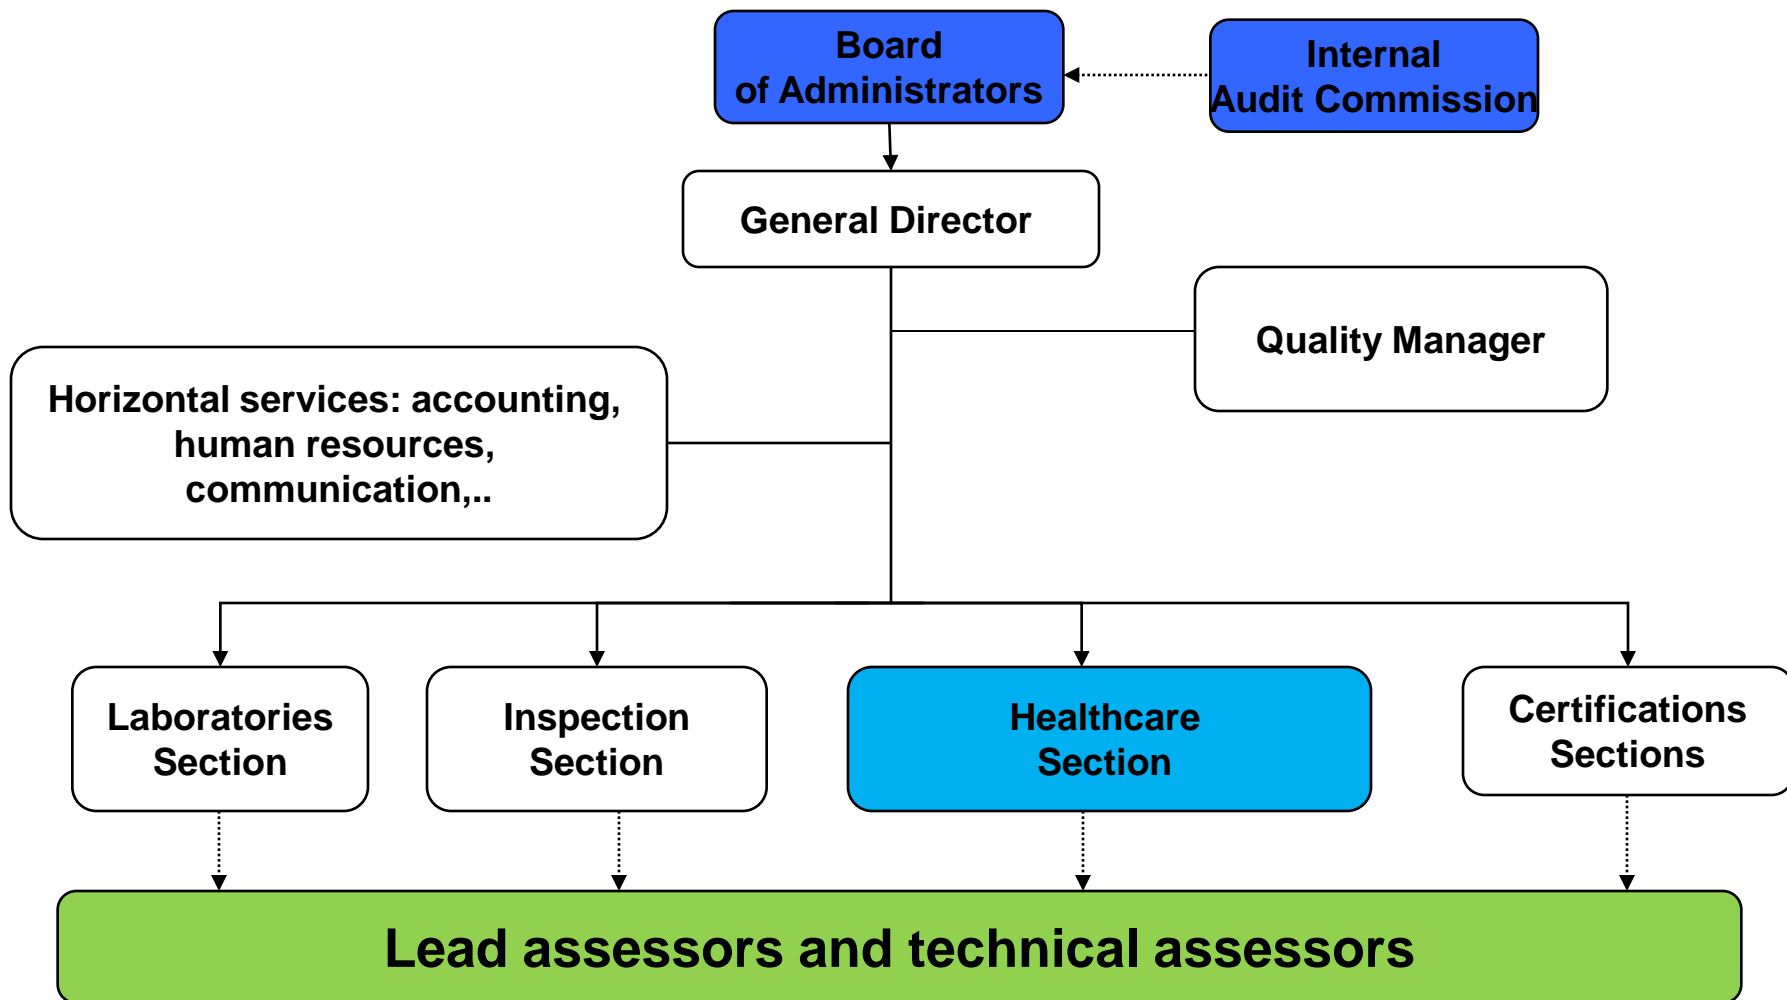 Board
of Administrators
Internal
Audit Commission
General Director
Quality Manager
Horizontal services: accounting,
human resources,
communication,..
Laboratories
Section
Inspection
Section
Healthcare
Section
Certifications
Sections
Lead assessors and technical assessors